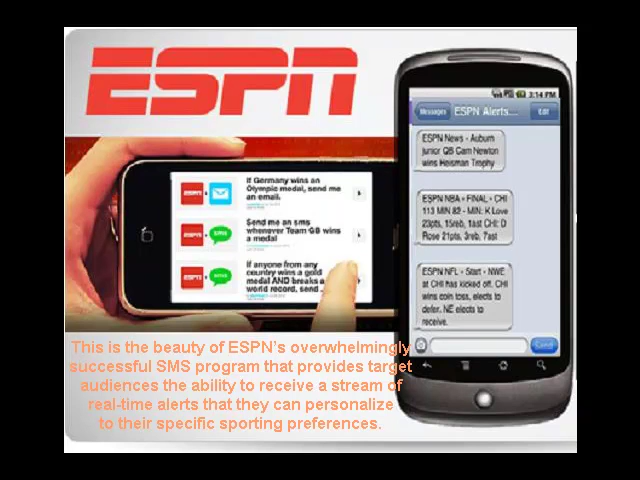 ESPN
3:14 PM
Messages
ESPN Alerts...
Edit
ESPN News - Auburn
junior QB Cam Newton
wins Heisman Trophy
If Germany wins an
Olympic medal, send me
an email.
Send me an sms
whenever Team GB wins
a medal
If anyone from any
country wins a gold
medal AND breaks a
world record, send ...
ESPN NBA - FINAL - CHI
113 MIN 82 - MIN: K Love
23pts, 15reb, 1ast CHI: D
Rose 21pts, 3reb, 7ast
ESPN NFL - Start - NWE
at CHI has kicked off. CHI
wins coin toss, elects to
defer. NE elects to
receive.
Send
This is the beauty of ESPN's overwhelmingly
successful SMS program that provides target
audiences the ability to receive a stream of
real-time alerts that they can personalize
to their specific sporting preferences.